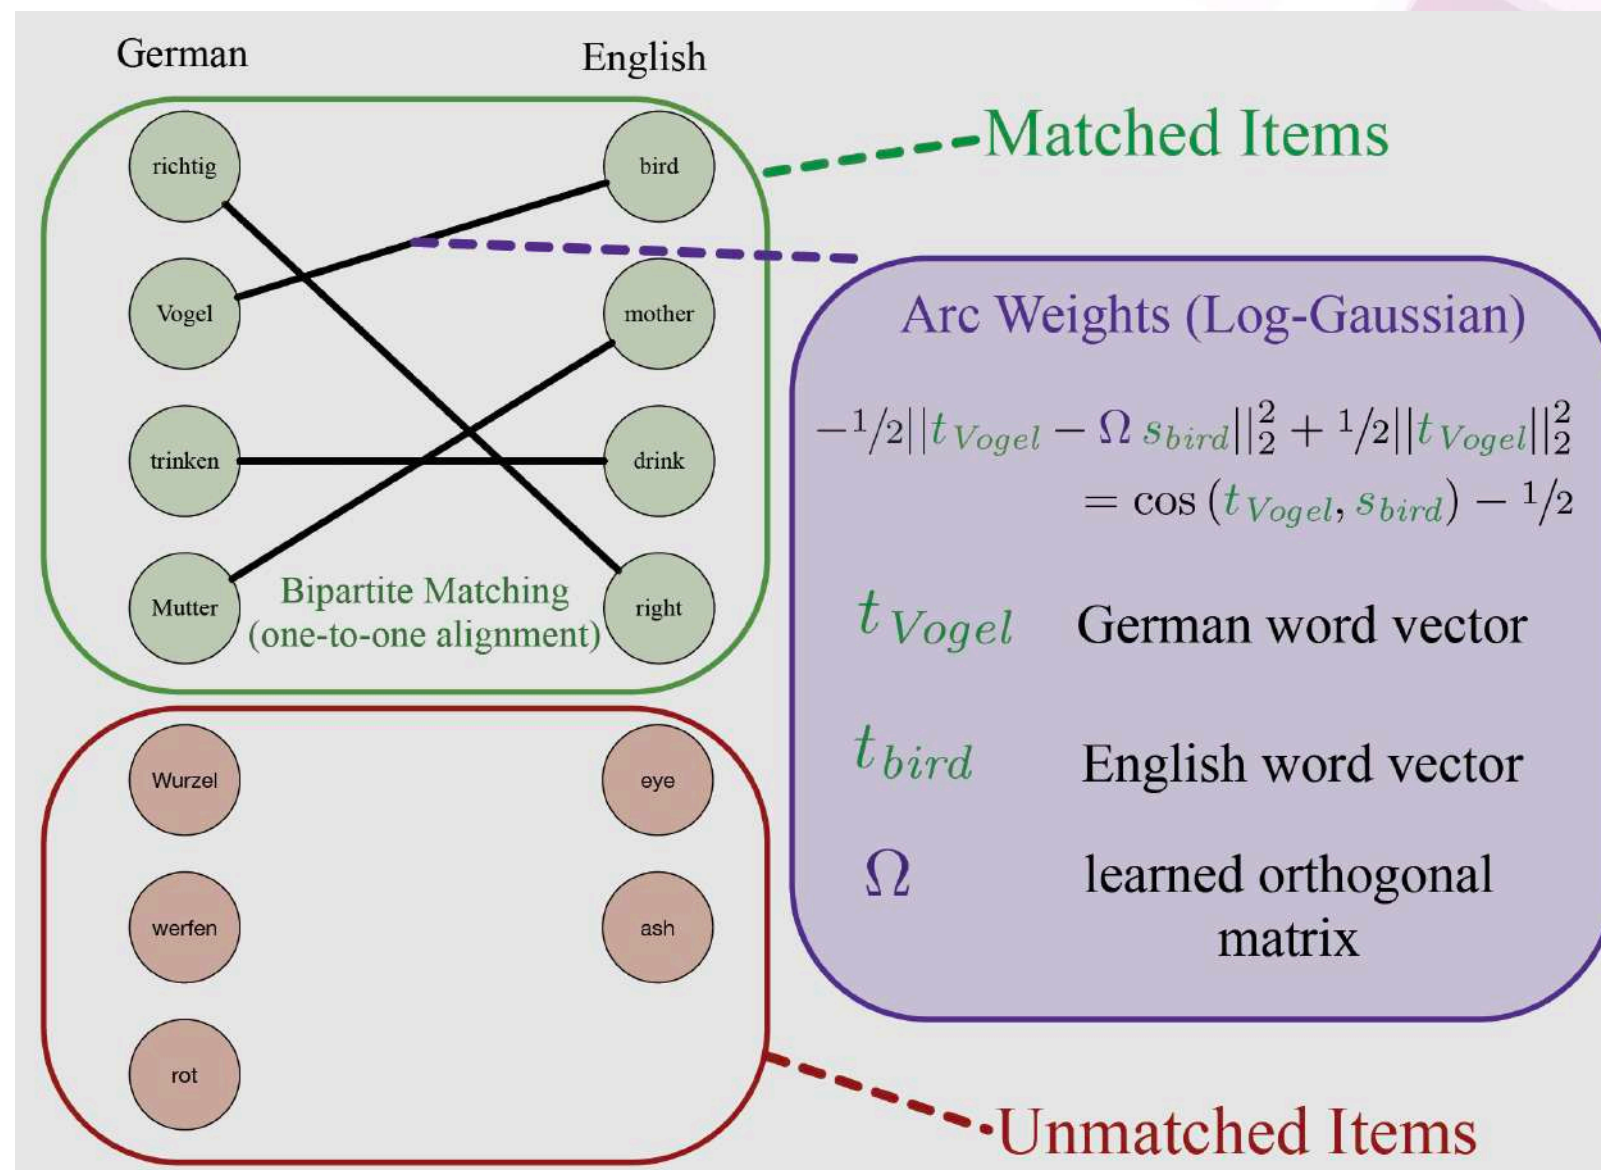 German
English
richtig
bird
Matched Items
Vogel
mother
trinken
drink
Mutter
right
Bipartite Matching
(one-to-one alignment)
Arc Weights (Log-Gaussian)
−1/2||t_Vogel − Ω s_bird||²₂ + 1/2||t_Vogel||²₂
= cos (t_Vogel, s_bird) − 1/2
t_Vogel German word vector
t_bird English word vector
Ω learned orthogonal
matrix
Wurzel
eye
werfen
ash
rot
Unmatched Items